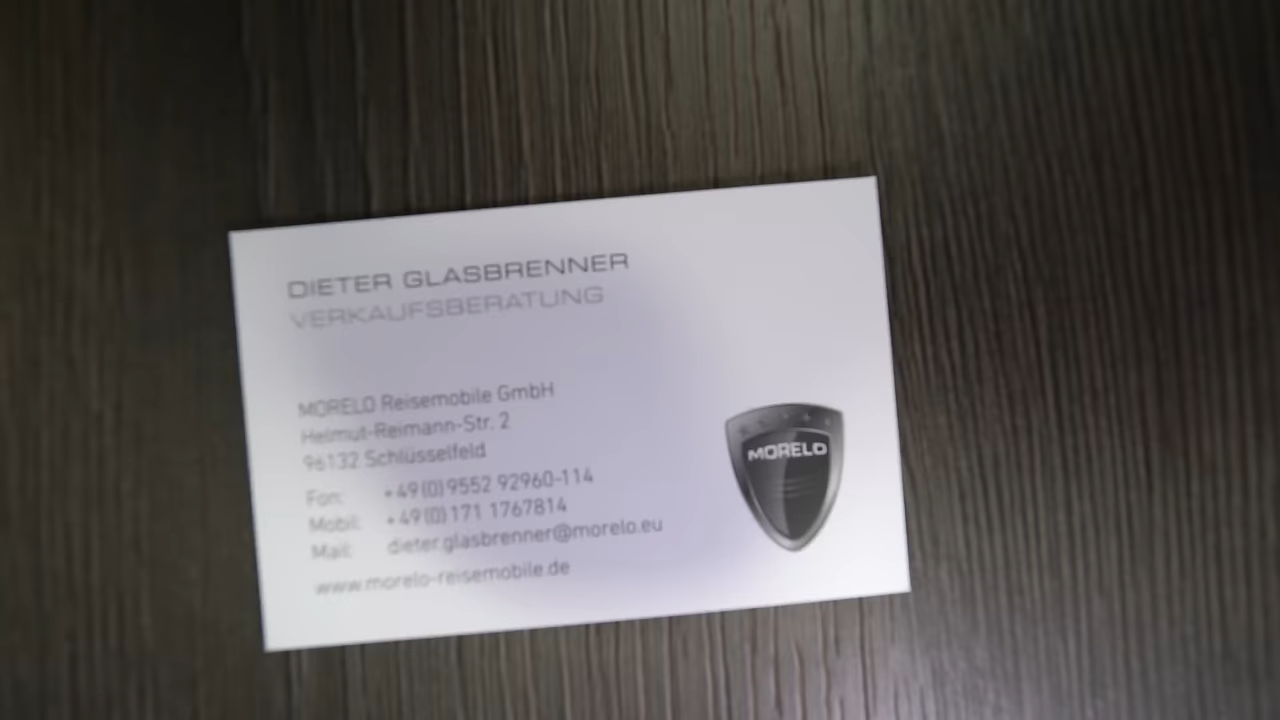 DIETER GLASBRENNER
VERKAUFSBERATUNG
MORELO Reisemobile GmbH
Helmut-Reimann-Str. 2
96132 Schlüsselfeld
Fon: +49(0)9552 92960-114
Mobil: +49(0)171 1767814
Mail: dieter.glasbrenner@morelo.eu
www.morelo-reisemobile.de
MORELO